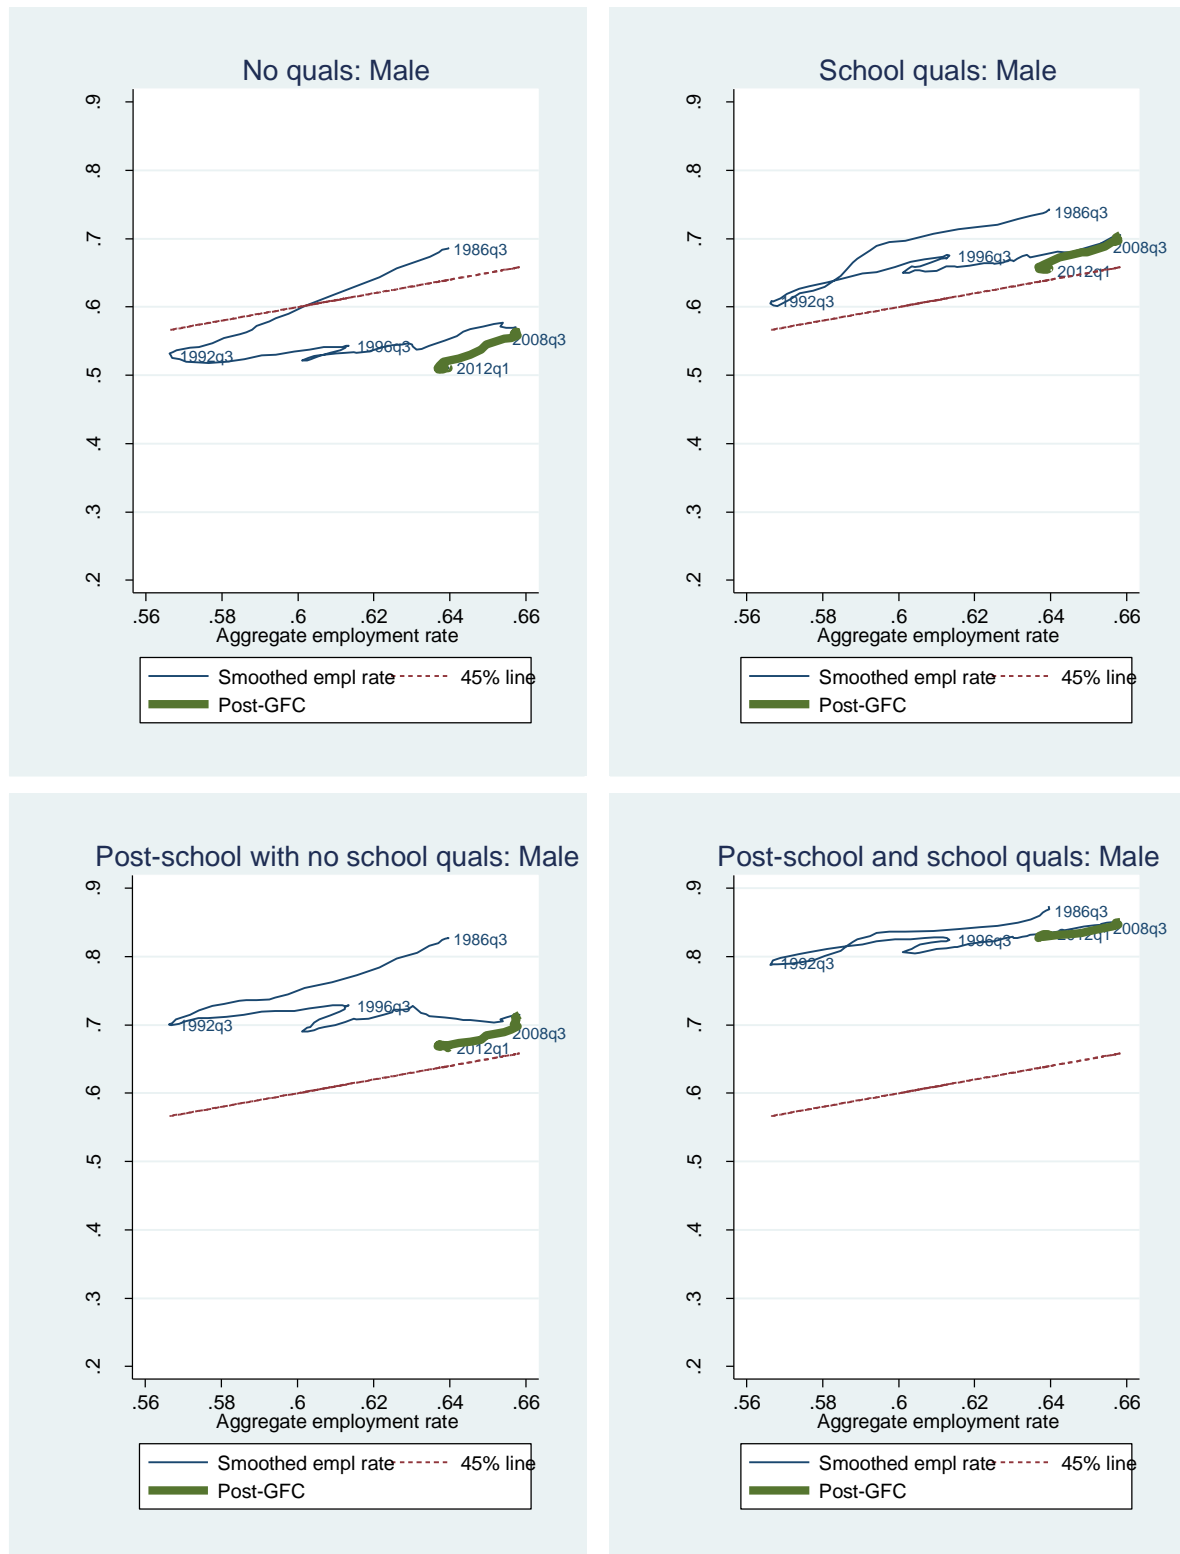 No quals: Male
.9
.8
.7
.6
.5
.4
.3
.2
1986q3
1992q3
1996q3
2008q3
2012q1
.56 .58 .6 .62 .64 .66
Aggregate employment rate
Smoothed empl rate 45% line
Post-GFC
School quals: Male
.9
.8
.7
.6
.5
.4
.3
.2
1986q3
1996q3
2008q3
2012q1
1992q3
.56 .58 .6 .62 .64 .66
Aggregate employment rate
Smoothed empl rate 45% line
Post-GFC
Post-school with no school quals: Male
.9
.8
.7
.6
.5
.4
.3
.2
1986q3
1996q3
1992q3
2008q3
2012q1
.56 .58 .6 .62 .64 .66
Aggregate employment rate
Smoothed empl rate 45% line
Post-GFC
Post-school and school quals: Male
.9
.8
.7
.6
.5
.4
.3
.2
1986q3
2008q3
2012q1
1996q3
1992q3
.56 .58 .6 .62 .64 .66
Aggregate employment rate
Smoothed empl rate 45% line
Post-GFC